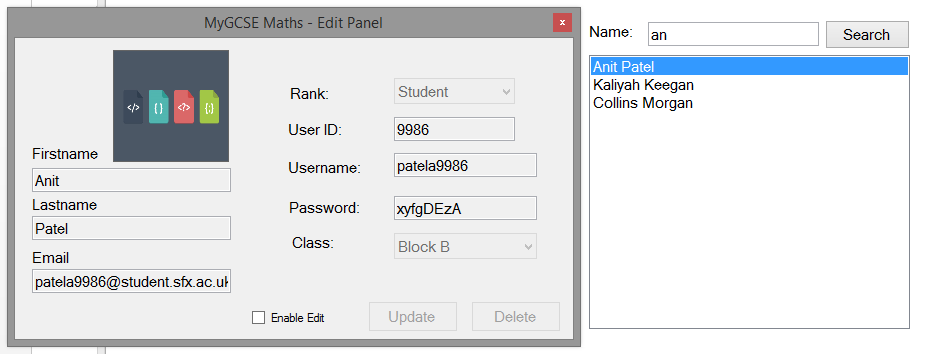 MyGCSE Maths - Edit Panel
x
</>
{ }
<?>
{;}
Firstname
Anit
Lastname
Patel
Email
patela9986@student.sfx.ac.uk
Rank: Student
User ID: 9986
Username: patela9986
Password: xyfgDEzA
Class: Block B
Enable Edit
Update
Delete
Name: an Search
Anit Patel
Kaliyah Keegan
Collins Morgan